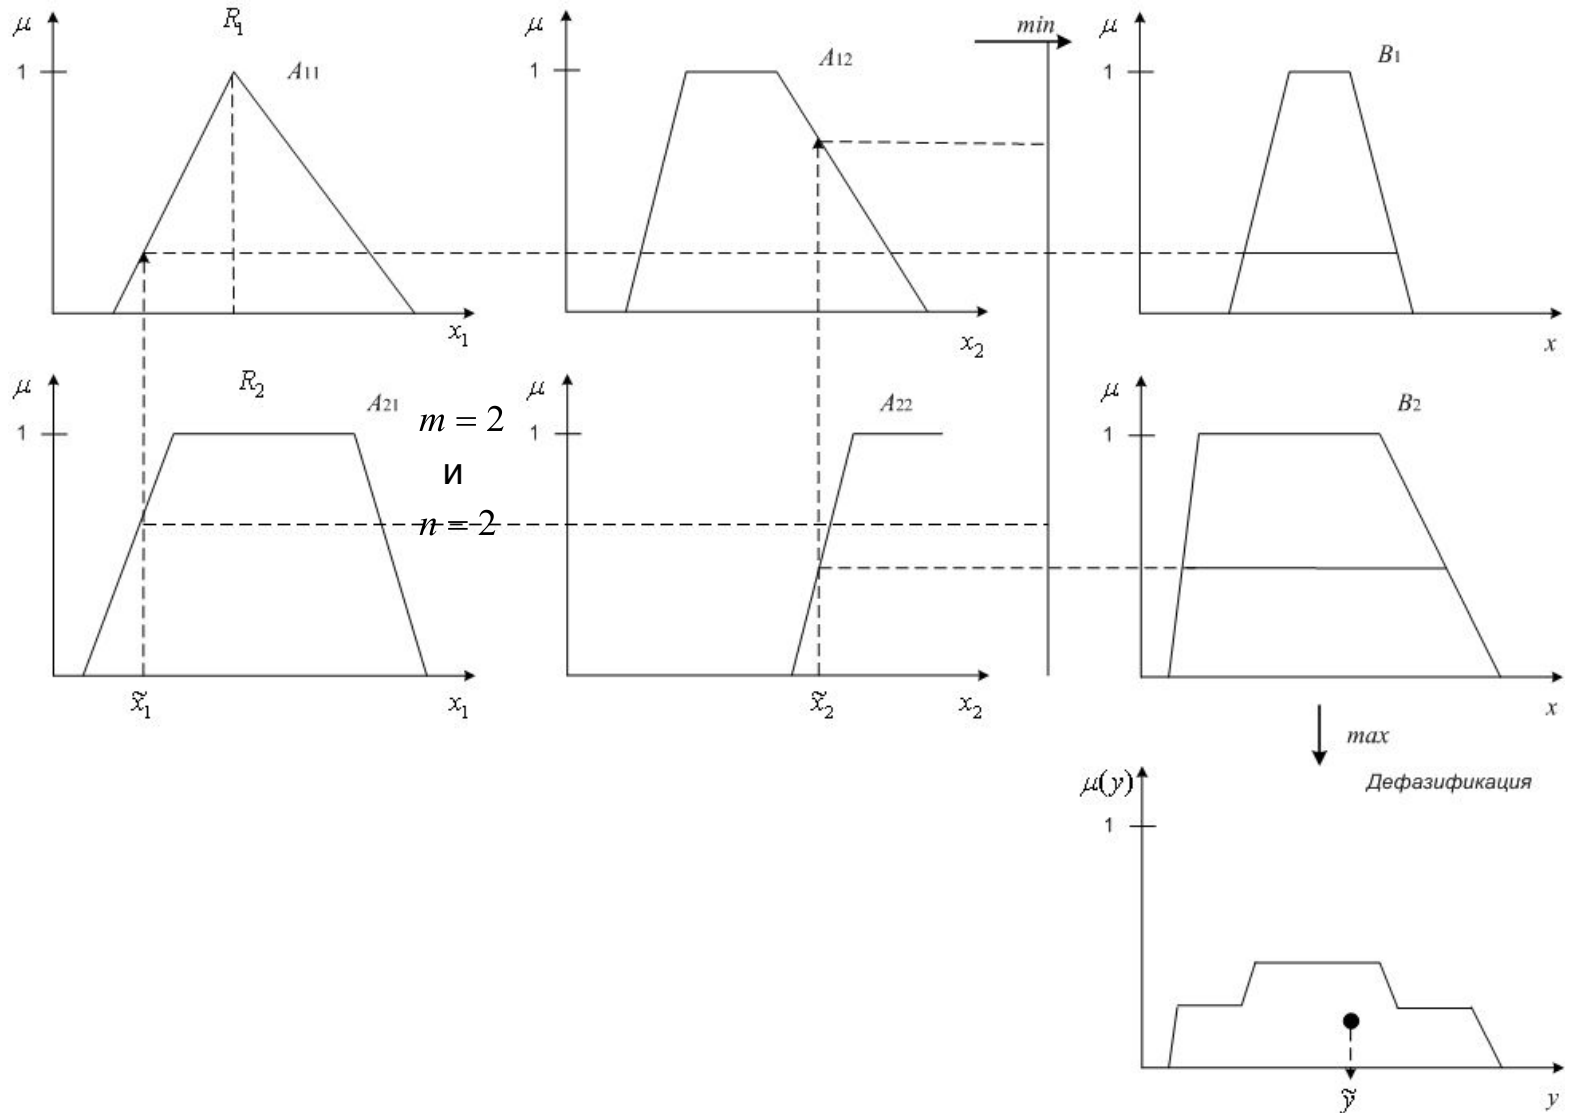 μ R₁ μ min μ
1 A₁₁ 1 A₁₂ 1 B₁
x₁ x₂ x
μ R₂ μ μ
1 A₂₁ 1 A₂₂ 1 B₂
m = 2
и
n = 2
x̃₁ x₁ x̃₂ x₂ x
max
μ(y) Дефазификация
1
ỹ y